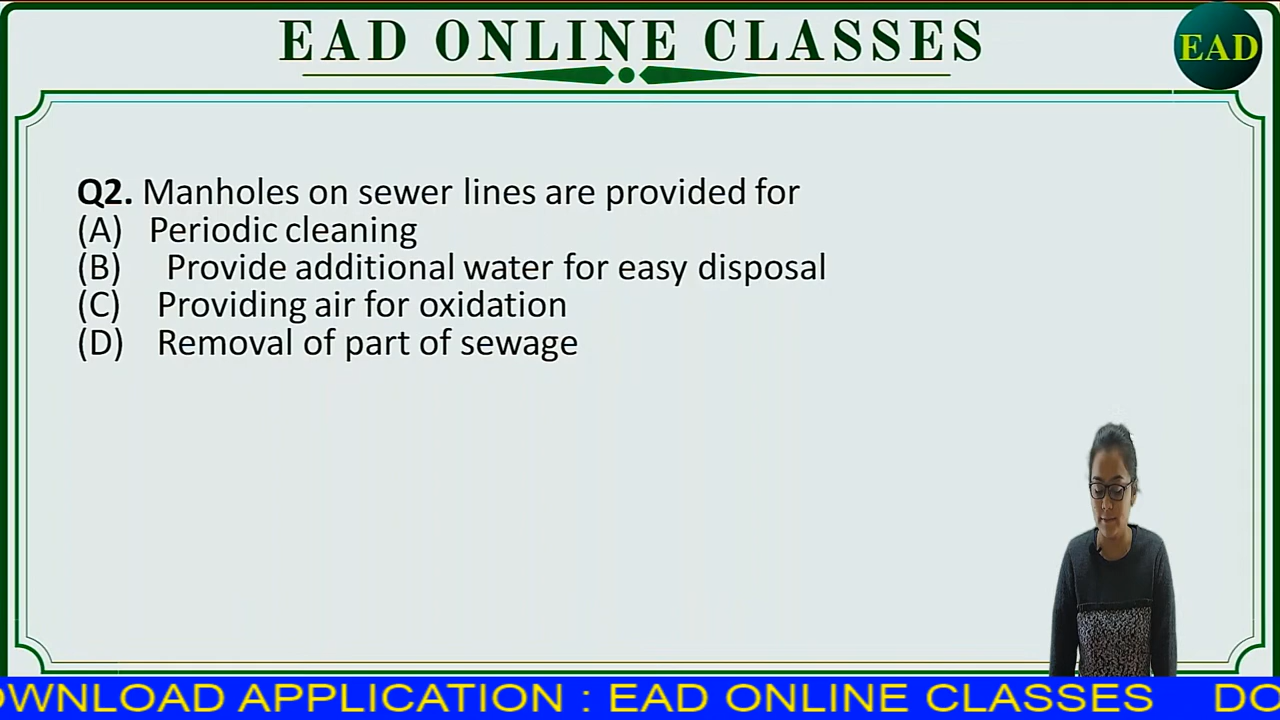 EAD ONLINE CLASSES
EAD
Q2. Manholes on sewer lines are provided for
(A) Periodic cleaning
(B) Provide additional water for easy disposal
(C) Providing air for oxidation
(D) Removal of part of sewage
OWNLOAD APPLICATION : EAD ONLINE CLASSES DO